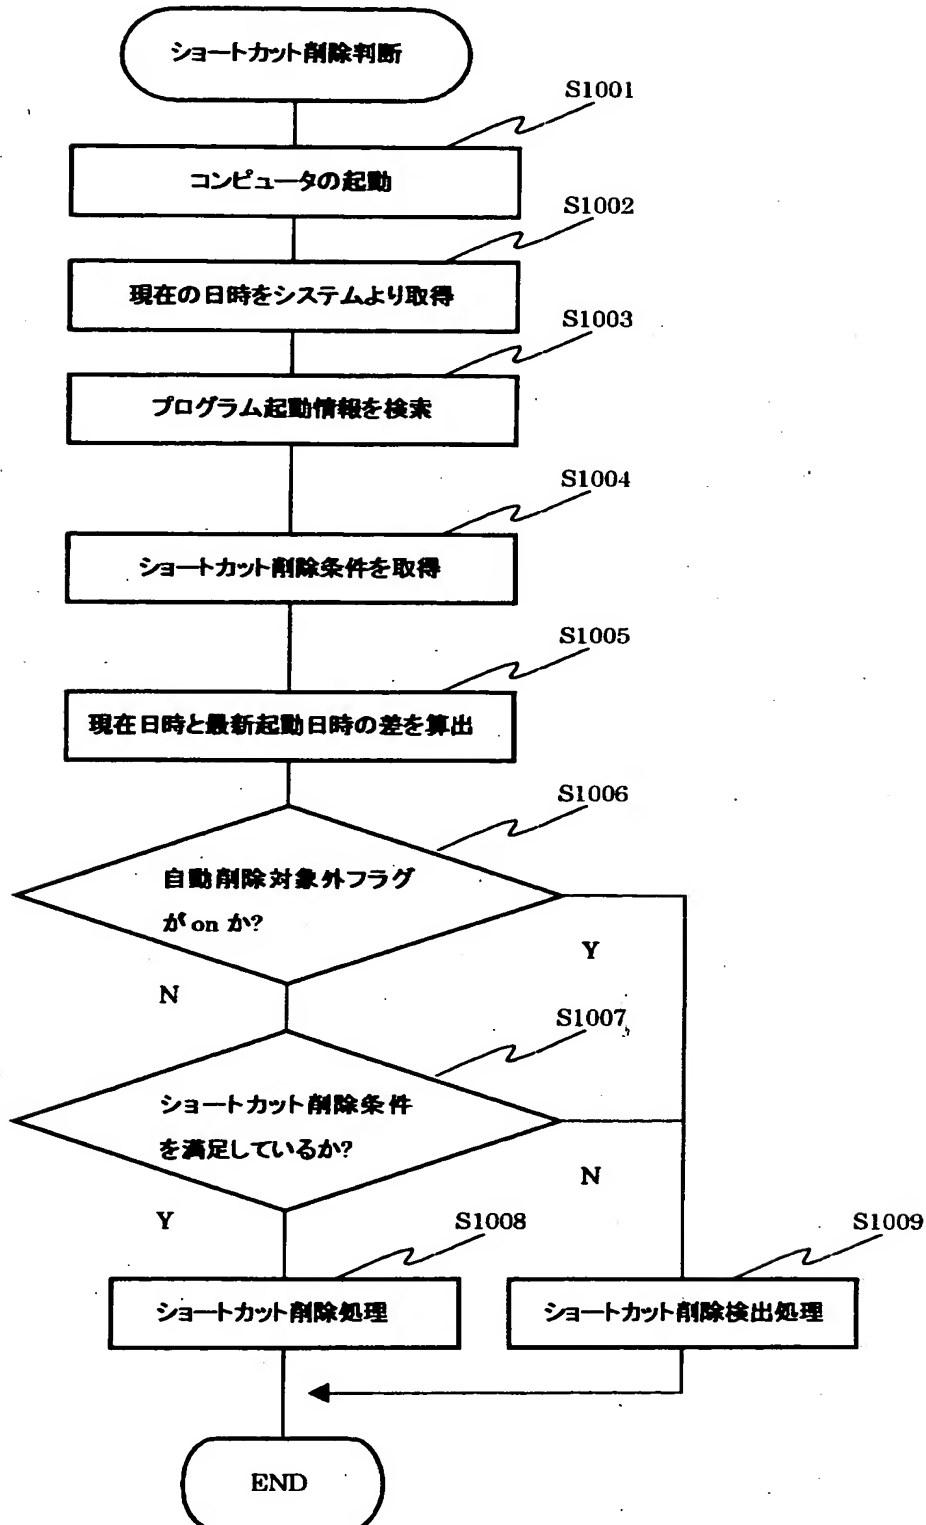 ショートカット削除判断
S1001
コンピュータの起動
S1002
現在の日時をシステムより取得
S1003
プログラム起動情報を検索
S1004
ショートカット削除条件を取得
S1005
現在日時と最新起動日時の差を算出
S1006
自動削除対象外フラグ
がonか?
Y
N
S1007
ショートカット削除条件
を満足しているか?
N
Y
S1008
S1009
ショートカット削除処理
ショートカット削除検出処理
END